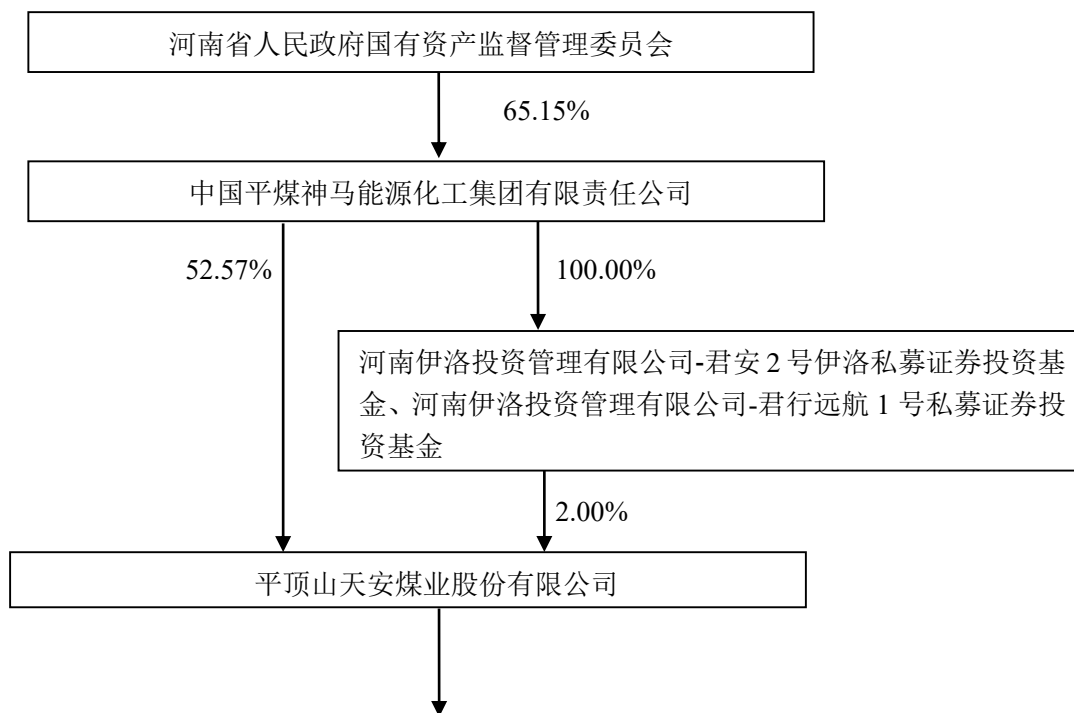 河南省人民政府国有资产监督管理委员会
65.15%
中国平煤神马能源化工集团有限责任公司
52.57%
100.00%
河南伊洛投资管理有限公司-君安 2 号伊洛私募证券投资基
金、河南伊洛投资管理有限公司-君行远航 1 号私募证券投
资基金
2.00%
平顶山天安煤业股份有限公司